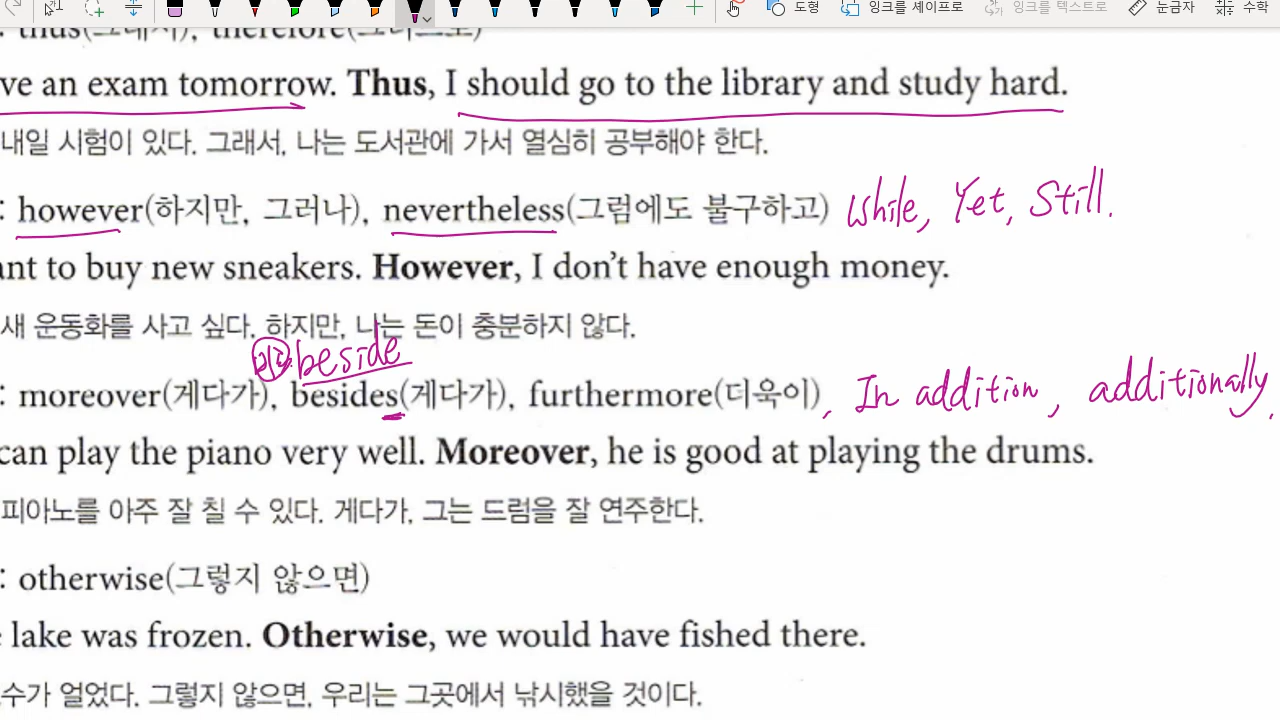 도형 잉크를 셰이프로 잉크를 텍스트로 눈금자 수학
: thus(그래서), therefore(그러므로)
ve an exam tomorrow. Thus, I should go to the library and study hard.
내일 시험이 있다. 그래서, 나는 도서관에 가서 열심히 공부해야 한다.
: however(하지만, 그러나), nevertheless(그럼에도 불구하고) While, Yet, Still.
ant to buy new sneakers. However, I don't have enough money.
새 운동화를 사고 싶다. 하지만, 나는 돈이 충분하지 않다.
beside
: moreover(게다가), besides(게다가), furthermore(더욱이), In addition, additionally,
can play the piano very well. Moreover, he is good at playing the drums.
피아노를 아주 잘 칠 수 있다. 게다가, 그는 드럼을 잘 연주한다.
: otherwise(그렇지 않으면)
e lake was frozen. Otherwise, we would have fished there.
수가 얼었다. 그렇지 않으면, 우리는 그곳에서 낚시했을 것이다.